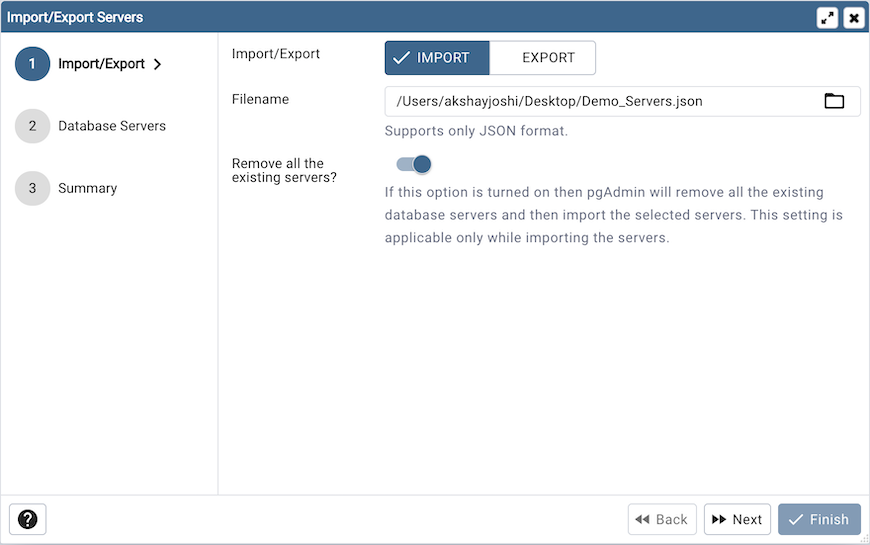 Import/Export Servers
1 Import/Export
2 Database Servers
3 Summary
Import/Export
IMPORT EXPORT
Filename
/Users/akshayjoshi/Desktop/Demo_Servers.json
Supports only JSON format.
Remove all the
existing servers?
If this option is turned on then pgAdmin will remove all the existing
database servers and then import the selected servers. This setting is
applicable only while importing the servers.
? Back Next Finish